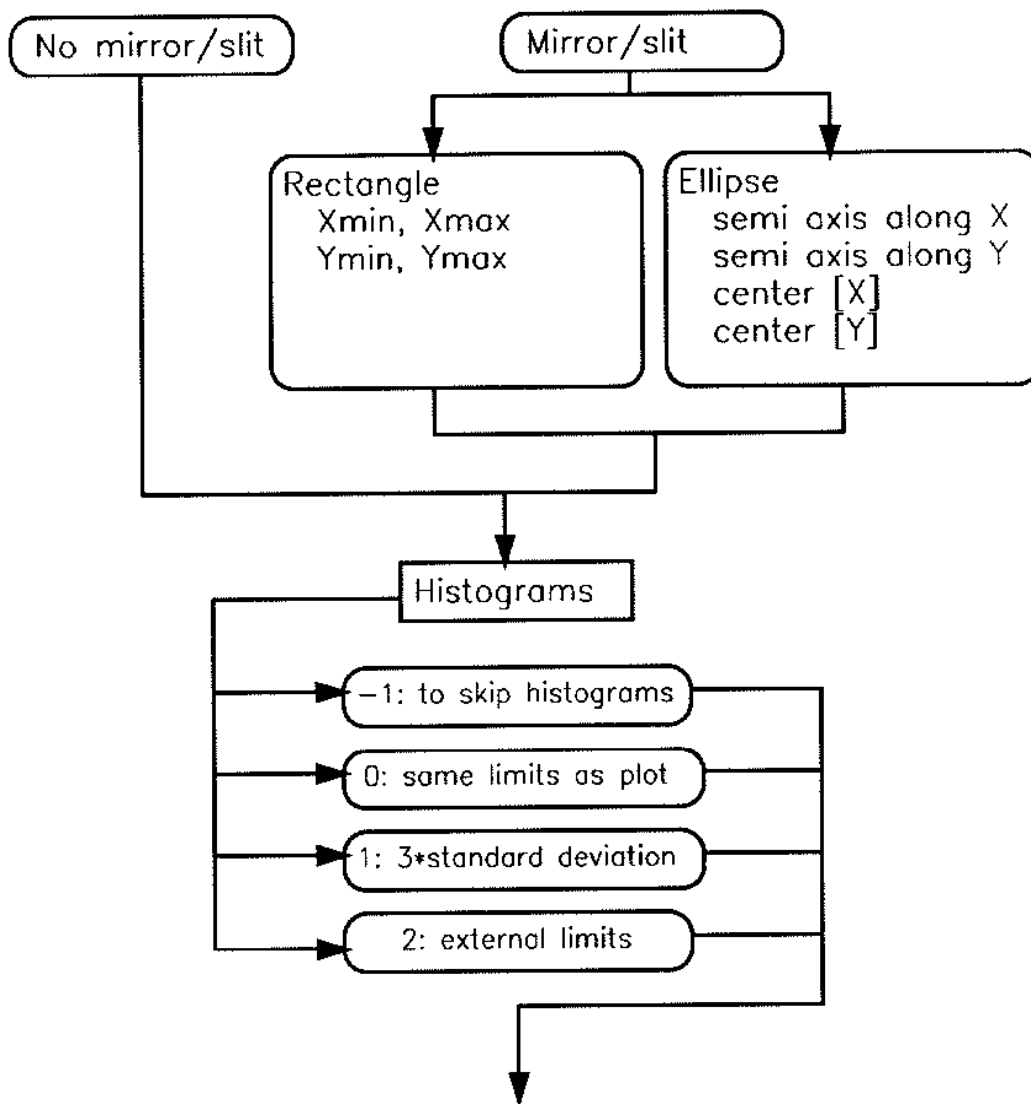 No mirror/slit
Mirror/slit
Rectangle
Xmin, Xmax
Ymin, Ymax
Ellipse
semi axis along X
semi axis along Y
center [X]
center [Y]
Histograms
-1: to skip histograms
0: same limits as plot
1: 3*standard deviation
2: external limits